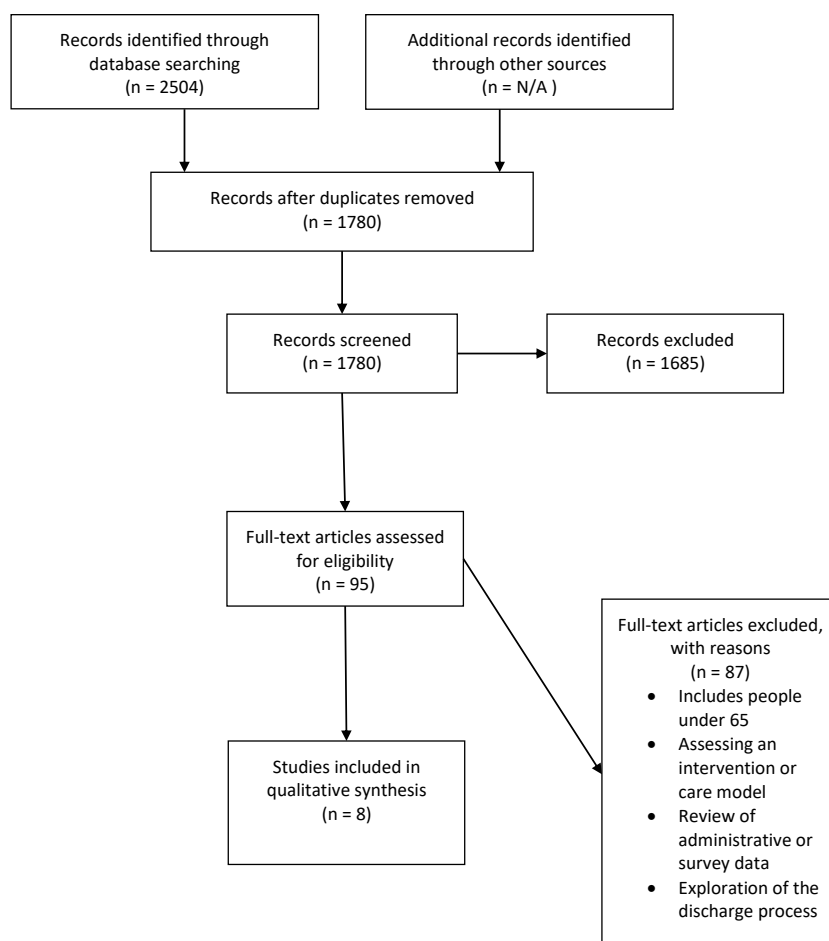 Records identified through
database searching
(n = 2504)
Additional records identified
through other sources
(n = N/A )
Records after duplicates removed
(n = 1780)
Records screened
(n = 1780)
Records excluded
(n = 1685)
Full-text articles assessed
for eligibility
(n = 95)
Full-text articles excluded,
with reasons
(n = 87)
• Includes people
under 65
• Assessing an
intervention or
care model
• Review of
administrative or
survey data
• Exploration of the
discharge process
Studies included in
qualitative synthesis
(n = 8)